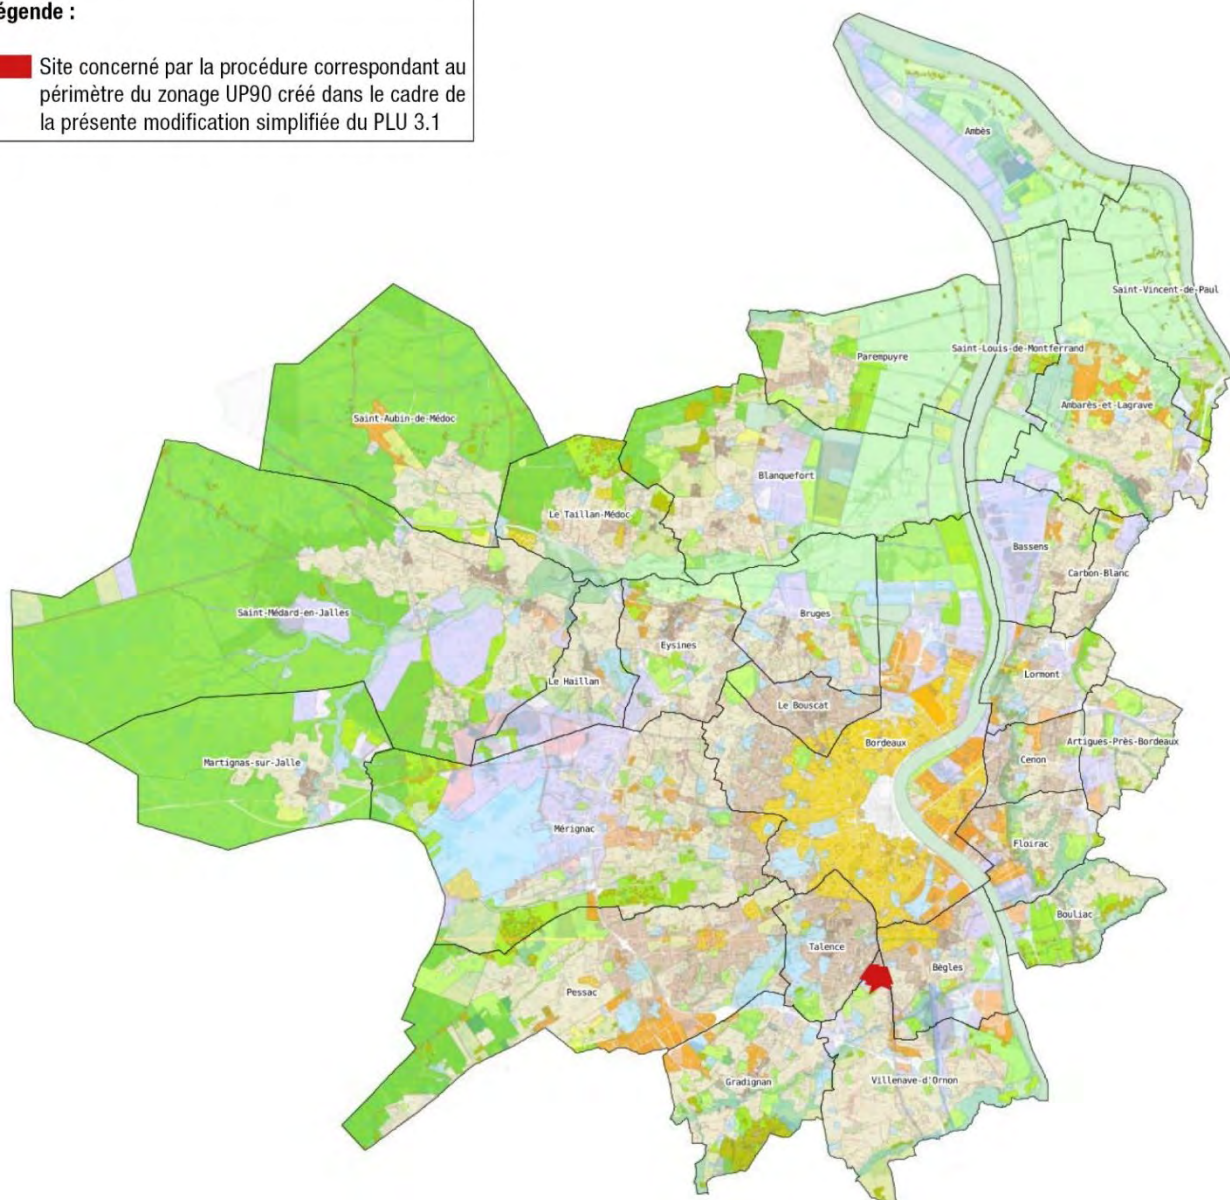 égende :
Site concerné par la procédure correspondant au
périmètre du zonage UP90 créé dans le cadre de
la présente modification simplifiée du PLU 3.1
Ambès
Saint-Vincent-de-Paul
Saint-Louis-de-Montferrand
Parempuyre
Ambarès-et-Lagrave
Saint-Aubin-de-Médoc
Blanquefort
Le Taillan-Médoc
Bassens
Carbon-Blanc
Saint-Médard-en-Jalles
Bruges
Eysines
Lormont
Le Haillan
Le Bouscat
Bordeaux
Artigues-Près-Bordeaux
Martignas-sur-Jalle
Cenon
Mérignac
Floirac
Bouliac
Talence
Bègles
Pessac
Gradignan
Villenave-d'Ornon